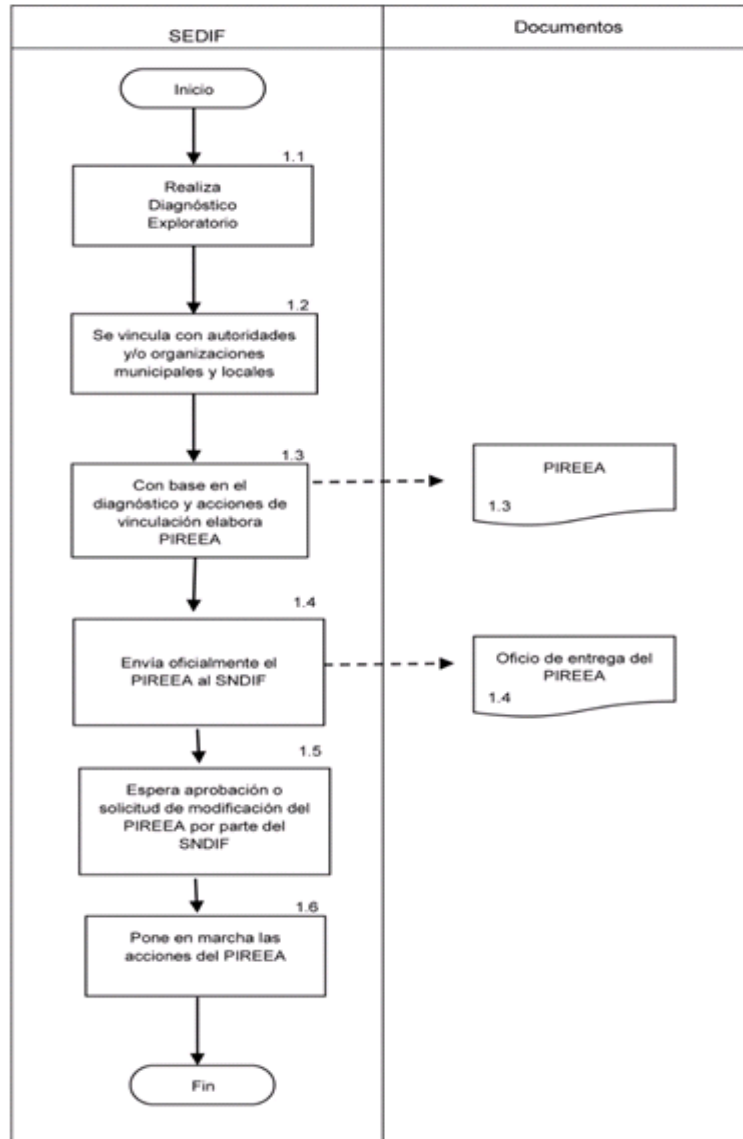 SEDIF
Documentos
Inicio
1.1
Realiza
Diagnóstico
Exploratorio
1.2
Se vincula con autoridades
y/o organizaciones
municipales y locales
1.3
Con base en el
diagnóstico y acciones de
vinculación elabora
PIREEA
PIREEA
1.3
1.4
Envía oficialmente el
PIREEA al SNDIF
Oficio de entrega del
PIREEA
1.4
1.5
Espera aprobación o
solicitud de modificación del
PIREEA por parte del
SNDIF
1.6
Pone en marcha las
acciones del PIREEA
Fin